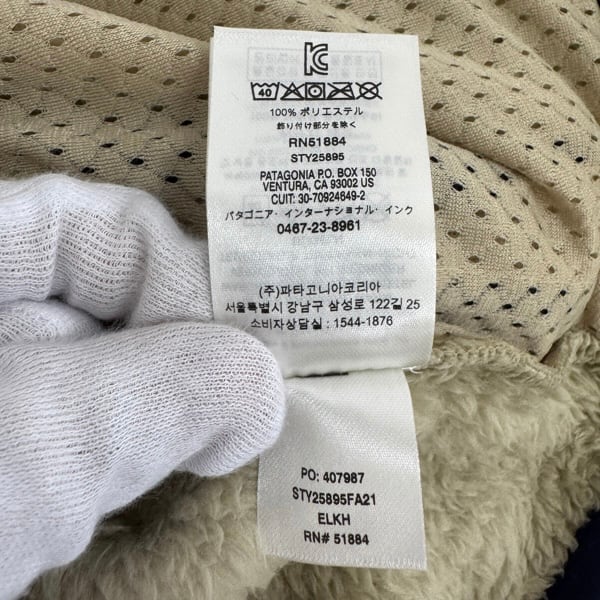 KC
40
100% ポリエステル
飾り付け部分を除く
RN51884
STY25895
PATAGONIA P.O. BOX 150
VENTURA, CA 93002 US
CUIT: 30-70924649-2
パタゴニア・インターナショナル・インク
0467-23-8961
(주)파타고니아코리아
서울특별시 강남구 삼성로 122길 25
소비자상담실 : 1544-1876
PO: 407987
STY25895FA21
ELKH
RN# 51884